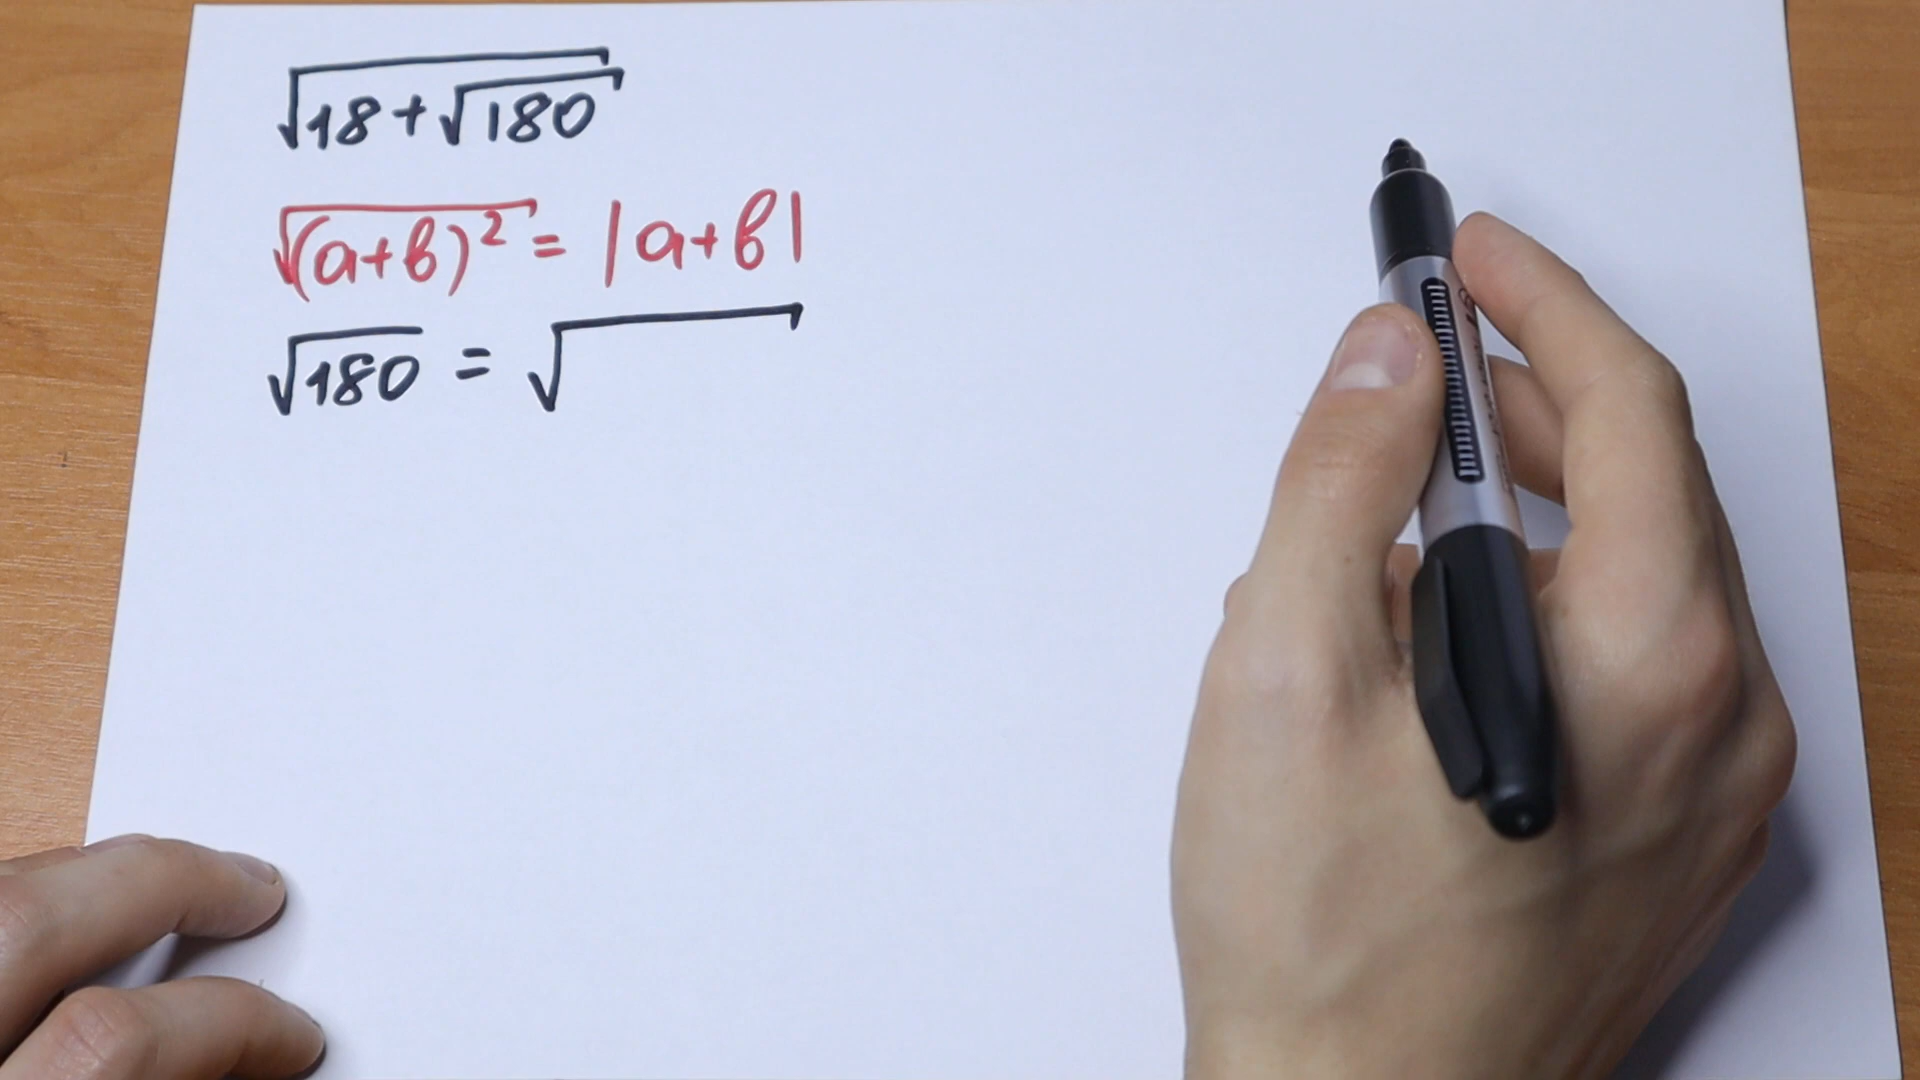 √(18+√180)
√(a+b)² = |a+b|
√180 = √